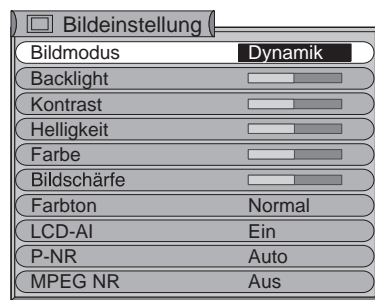 Bildeinstellung
Bildmodus Dynamik
Backlight
Kontrast
Helligkeit
Farbe
Bildschärfe
Farbton Normal
LCD-AI Ein
P-NR Auto
MPEG NR Aus